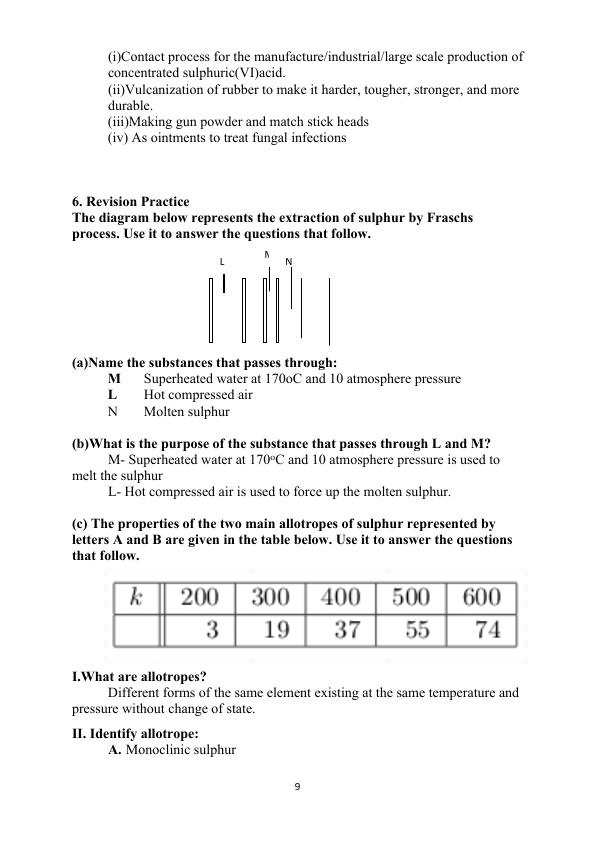 (i)Contact process for the manufacture/industrial/large scale production of
concentrated sulphuric(VI)acid.
(ii)Vulcanization of rubber to make it harder, tougher, stronger, and more
durable.
(iii)Making gun powder and match stick heads
(iv) As ointments to treat fungal infections
6. Revision Practice
The diagram below represents the extraction of sulphur by Fraschs
process. Use it to answer the questions that follow.
L M N
(a)Name the substances that passes through:
M Superheated water at 170oC and 10 atmosphere pressure
L Hot compressed air
N Molten sulphur
(b)What is the purpose of the substance that passes through L and M?
M- Superheated water at 170ᵒC and 10 atmosphere pressure is used to
melt the sulphur
L- Hot compressed air is used to force up the molten sulphur.
(c) The properties of the two main allotropes of sulphur represented by
letters A and B are given in the table below. Use it to answer the questions
that follow.
k 200 300 400 500 600
3 19 37 55 74
I.What are allotropes?
Different forms of the same element existing at the same temperature and
pressure without change of state.
II. Identify allotrope:
A. Monoclinic sulphur
9